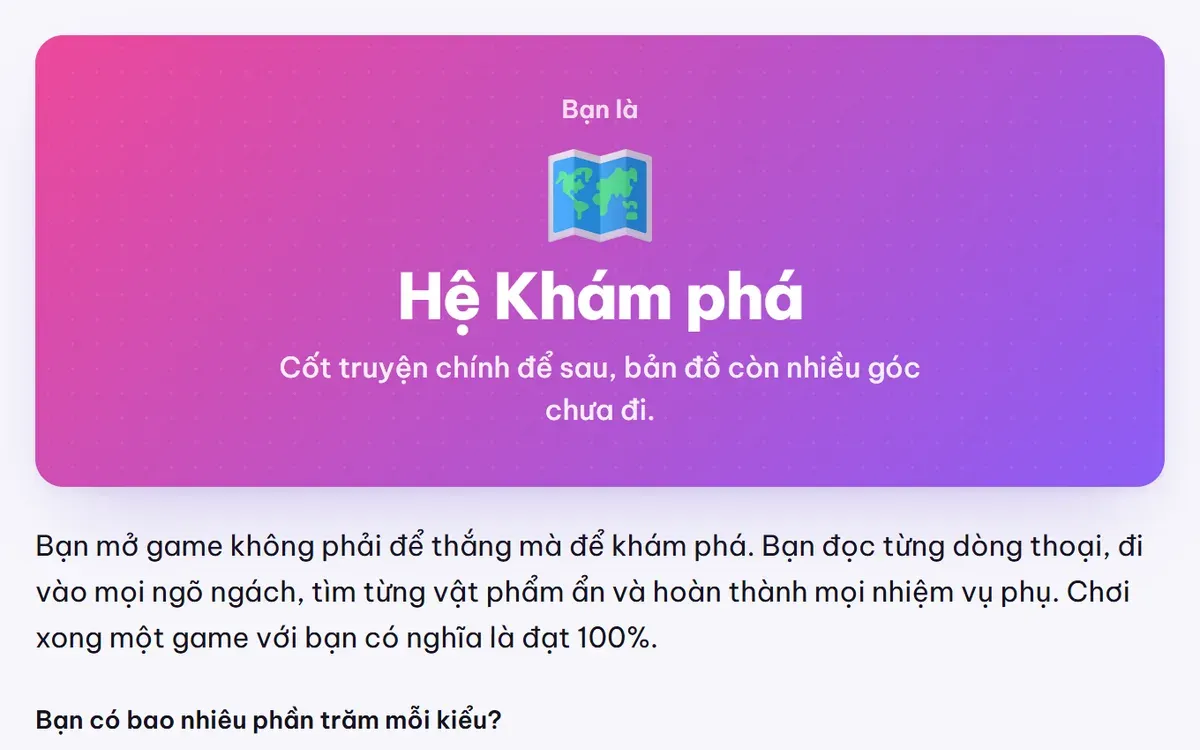 Bạn là
Hệ Khám phá
Cốt truyện chính để sau, bản đồ còn nhiều góc
chưa đi.
Bạn mở game không phải để thắng mà để khám phá. Bạn đọc từng dòng thoại, đi
vào mọi ngõ ngách, tìm từng vật phẩm ẩn và hoàn thành mọi nhiệm vụ phụ. Chơi
xong một game với bạn có nghĩa là đạt 100%.
Bạn có bao nhiêu phần trăm mỗi kiểu?